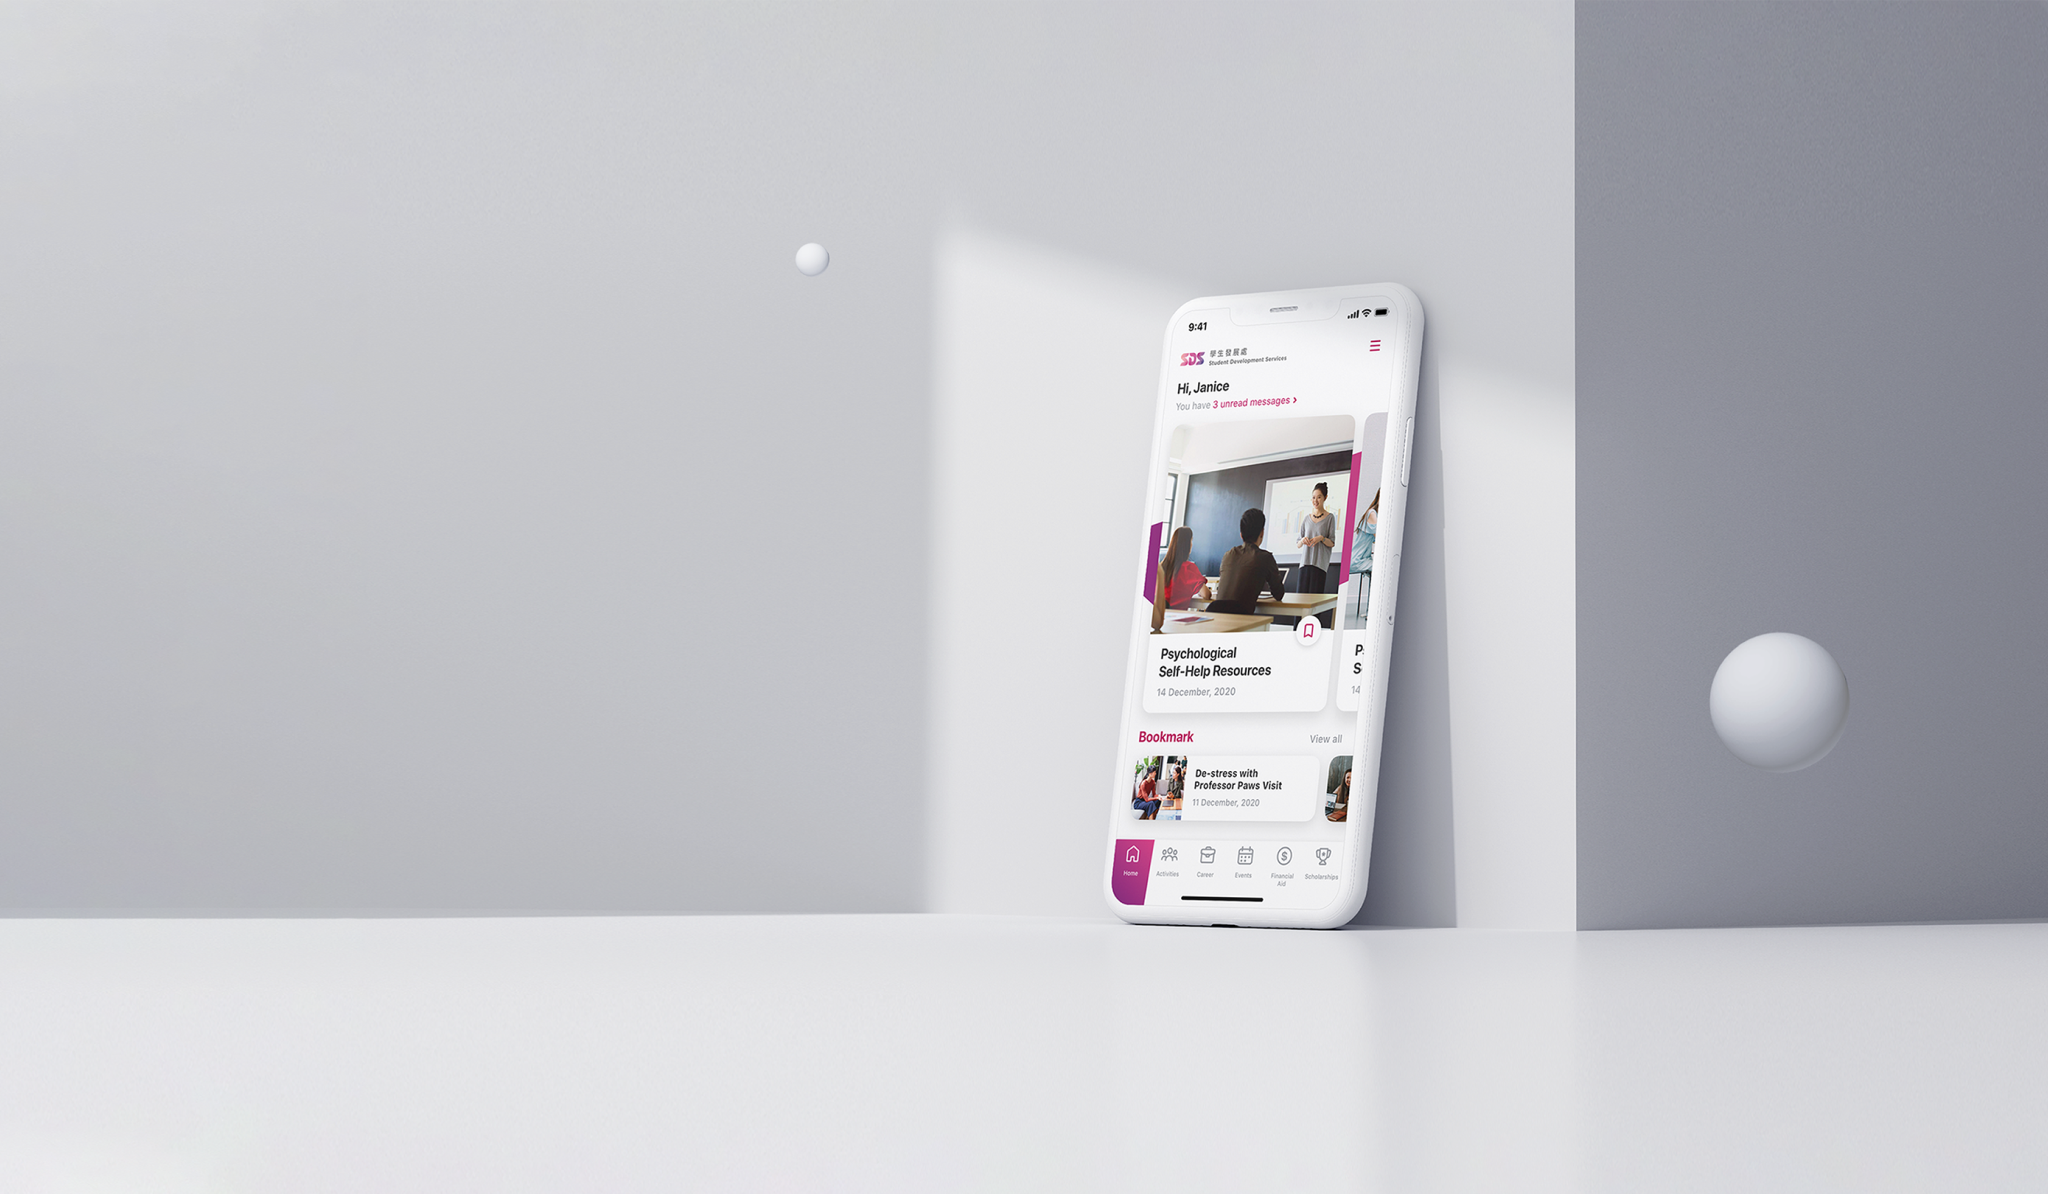 9:41
SDS 學生發展處
Student Development Services
Hi, Janice
You have 3 unread messages ›
Psychological
Self-Help Resources
14 December, 2020
P
S
14
Bookmark
View all
De-stress with
Professor Paws Visit
11 December, 2020
Home
Activities
Career
Events
Financial
Aid
Scholarships